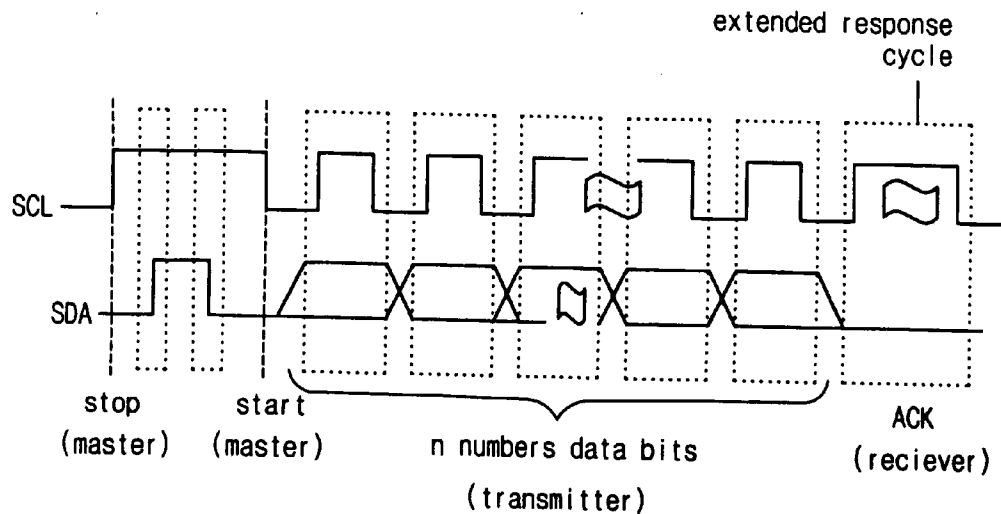 extended response
cycle
SCL
SDA
stop
(master)
start
(master)
n numbers data bits
(transmitter)
ACK
(reciever)